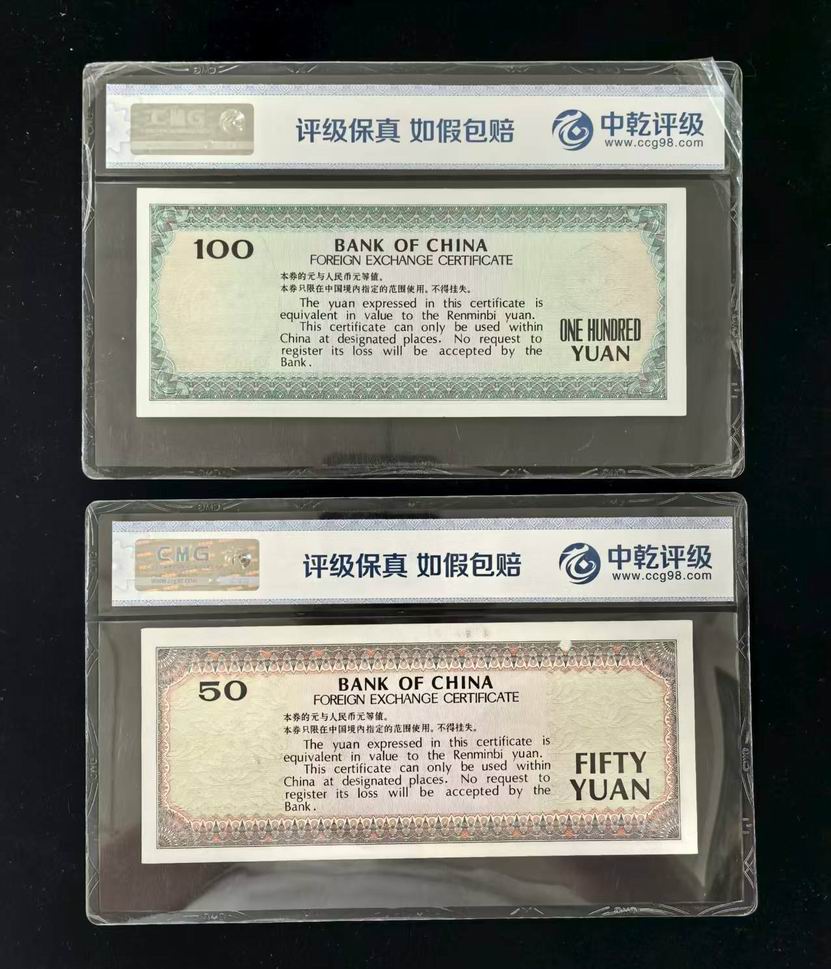 CMG
评级保真 如假包赔
中乾评级
www.ccg98.com
100
BANK OF CHINA
FOREIGN EXCHANGE CERTIFICATE
本券的元与人民币元等值。
本券只限在中国境内指定的范围使用。不得挂失。
The yuan expressed in this certificate is
equivalent in value to the Renminbi yuan.
This certificate can only be used within
China at designated places. No request to
register its loss will be accepted by the
Bank.
ONE HUNDRED
YUAN
CMG
评级保真 如假包赔
中乾评级
www.ccg98.com
50
BANK OF CHINA
FOREIGN EXCHANGE CERTIFICATE
本券的元与人民币元等值。
本券只限在中国境内指定的范围使用。不得挂失。
The yuan expressed in this certificate is
equivalent in value to the Renminbi yuan.
This certificate can only be used within
China at designated places. No request to
register its loss will be accepted by the
Bank.
FIFTY
YUAN